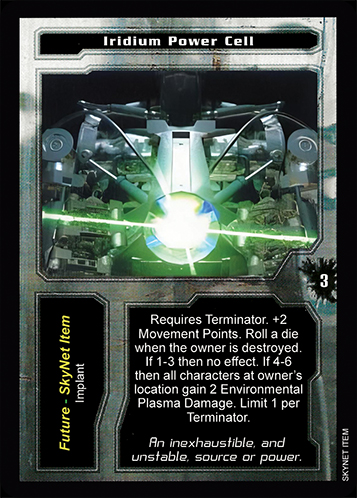 Iridium Power Cell
3
Future - SkyNet Item
Implant
Requires Terminator. +2
Movement Points. Roll a die
when the owner is destroyed.
If 1-3 then no effect. If 4-6
then all characters at owner's
location gain 2 Environmental
Plasma Damage. Limit 1 per
Terminator.
An inexhaustible, and
unstable, source or power.
SKYNET ITEM